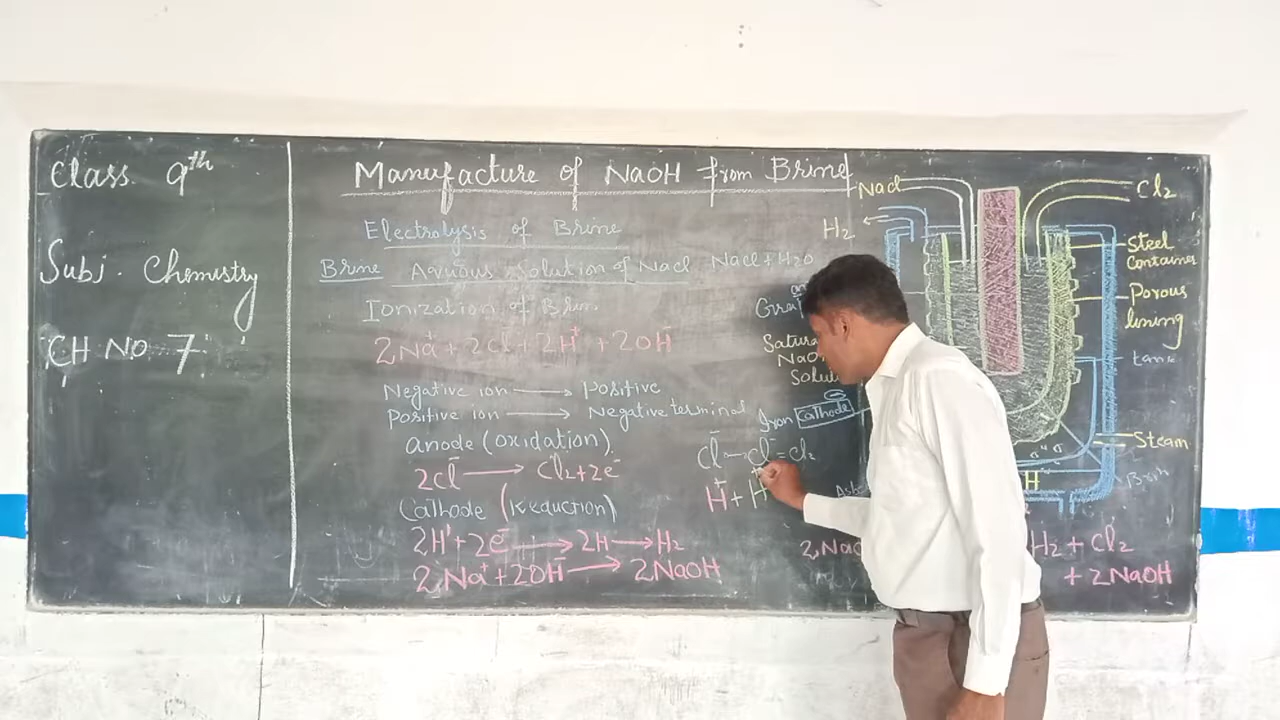 Class 9th
Subj. Chemistry
CH No 7
Manufacture of NaOH from Brine
Electrolysis of Brine
Brine Aqueous Solution of Nacl Nacl + H2O
Ionization of Brin
2Na⁺ + 2Cl⁻ + 2H⁺ + 2OH⁻
Negative ion → Positive
Positive ion → Negative terminal
anode (oxidation)
2Cl⁻ → Cl₂ + 2e⁻
Cathode (Reduction)
2H⁺ + 2e⁻ → 2H → H₂
2Na⁺ + 2OH⁻ → 2NaOH
Cl⁻ — Cl⁻ = Cl₂
H + H
Nacl
H₂
Cl₂
Steel
Container
Porous
lining
tank
Iron Cathode
Steam
H
H₂ + Cl₂
+ 2NaOH